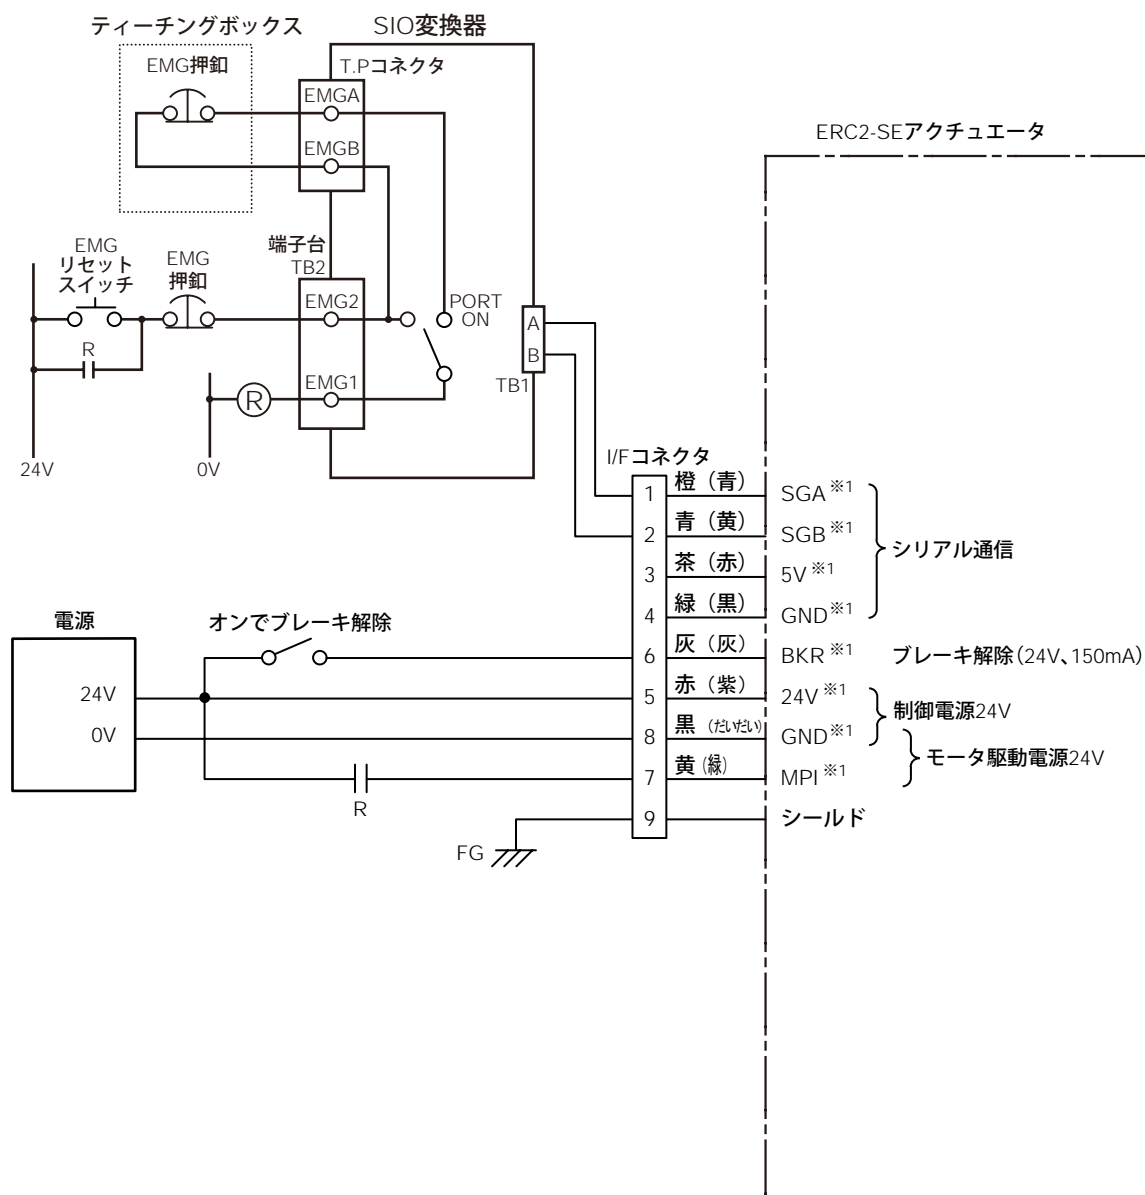 ティーチングボックス
SIO変換器
EMG押釦
T.Pコネクタ
EMGA
EMGB
ERC2-SEアクチュエータ
EMG
リセット
スイッチ
EMG
押釦
端子台
TB2
EMG2
PORT
ON
R
A
B
TB1
R
EMG1
24V
0V
I/Fコネクタ
1 橙（青） SGA※1
2 青（黄） SGB※1
シリアル通信
3 茶（赤） 5V※1
4 緑（黒） GND※1
電源
オンでブレーキ解除
6 灰（灰） BKR※1 ブレーキ解除（24V、150mA）
24V
5 赤（紫） 24V※1
制御電源24V
0V
8 黒（だいだい） GND※1
モータ駆動電源24V
R
7 黄（緑） MPI※1
9 シールド
FG